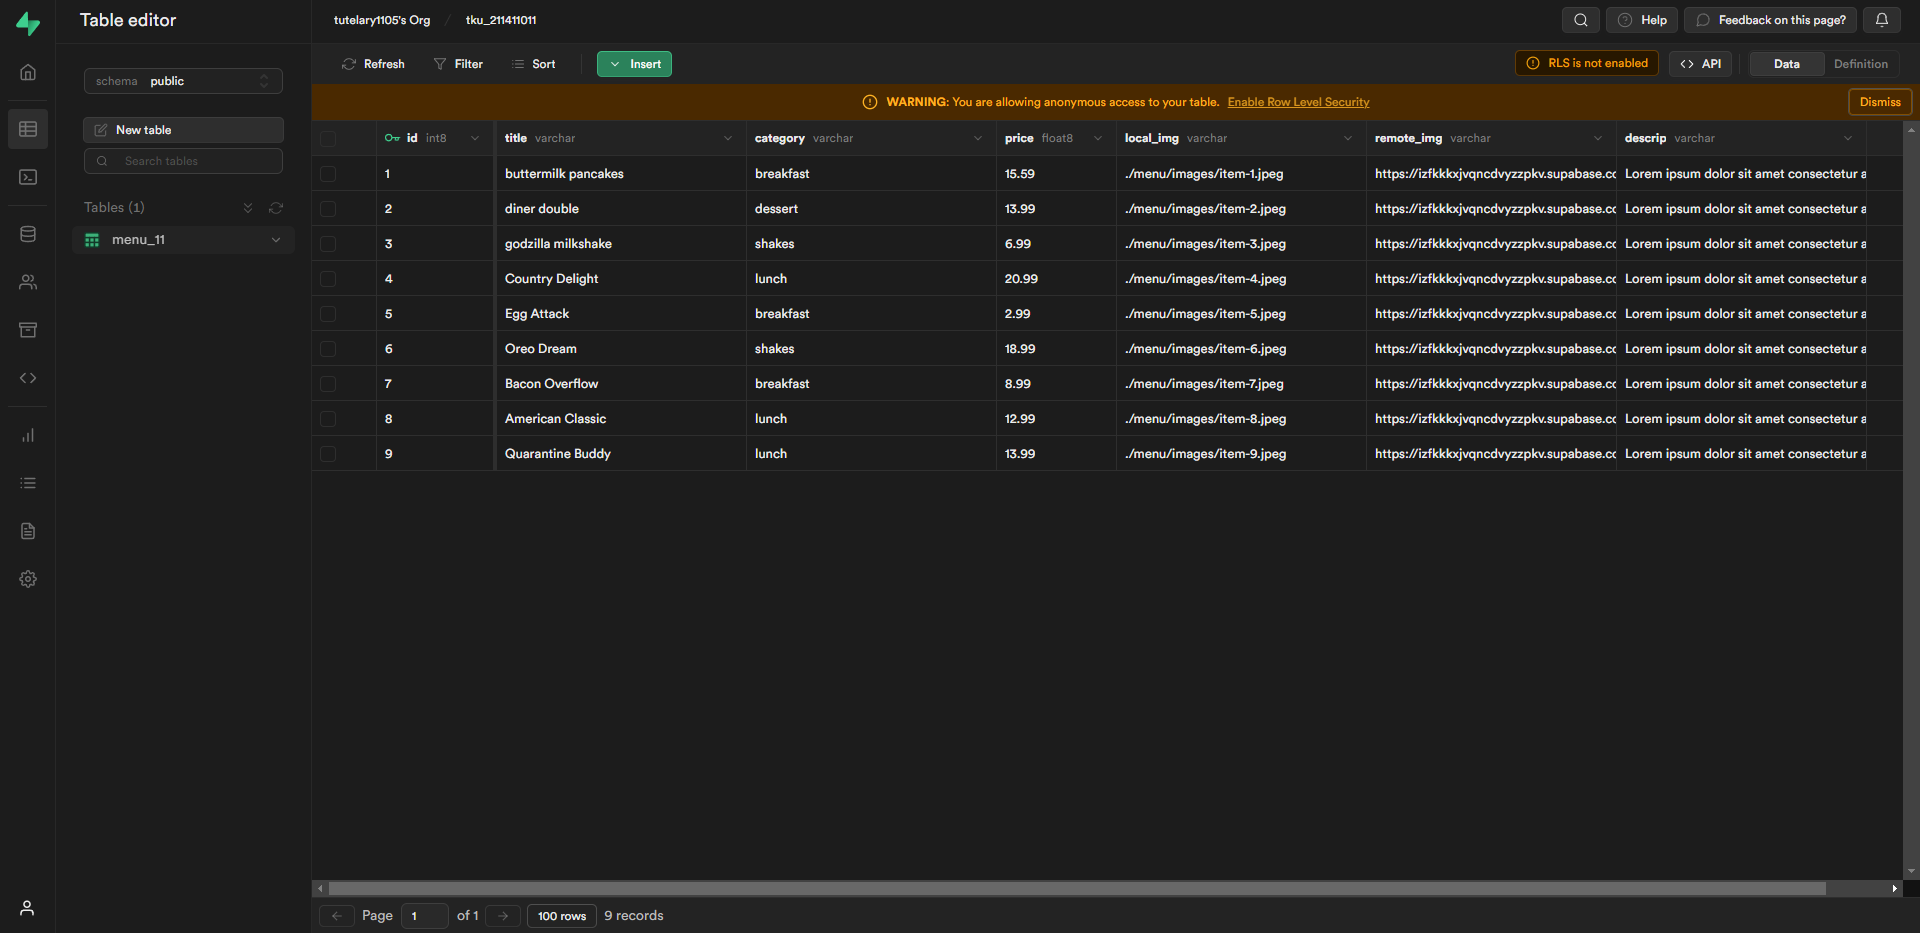 Table editor
tutelary1105's Org / tku_211411011
Help
Feedback on this page?
schema public
Refresh Filter Sort Insert
RLS is not enabled
API
Data Definition
WARNING: You are allowing anonymous access to your table. Enable Row Level Security
Dismiss
New table
Search tables
Tables (1)
menu_11
id int8 title varchar category varchar price float8 local_img varchar remote_img varchar descrip varchar
1 buttermilk pancakes breakfast 15.59 ./menu/images/item-1.jpeg https://izfkkkxjvqncdvyzzpkv.supabase.cc Lorem ipsum dolor sit amet consectetur a
2 diner double dessert 13.99 ./menu/images/item-2.jpeg https://izfkkkxjvqncdvyzzpkv.supabase.cc Lorem ipsum dolor sit amet consectetur a
3 godzilla milkshake shakes 6.99 ./menu/images/item-3.jpeg https://izfkkkxjvqncdvyzzpkv.supabase.cc Lorem ipsum dolor sit amet consectetur a
4 Country Delight lunch 20.99 ./menu/images/item-4.jpeg https://izfkkkxjvqncdvyzzpkv.supabase.cc Lorem ipsum dolor sit amet consectetur a
5 Egg Attack breakfast 2.99 ./menu/images/item-5.jpeg https://izfkkkxjvqncdvyzzpkv.supabase.cc Lorem ipsum dolor sit amet consectetur a
6 Oreo Dream shakes 18.99 ./menu/images/item-6.jpeg https://izfkkkxjvqncdvyzzpkv.supabase.cc Lorem ipsum dolor sit amet consectetur a
7 Bacon Overflow breakfast 8.99 ./menu/images/item-7.jpeg https://izfkkkxjvqncdvyzzpkv.supabase.cc Lorem ipsum dolor sit amet consectetur a
8 American Classic lunch 12.99 ./menu/images/item-8.jpeg https://izfkkkxjvqncdvyzzpkv.supabase.cc Lorem ipsum dolor sit amet consectetur a
9 Quarantine Buddy lunch 13.99 ./menu/images/item-9.jpeg https://izfkkkxjvqncdvyzzpkv.supabase.cc Lorem ipsum dolor sit amet consectetur a
Page 1 of 1 100 rows 9 records